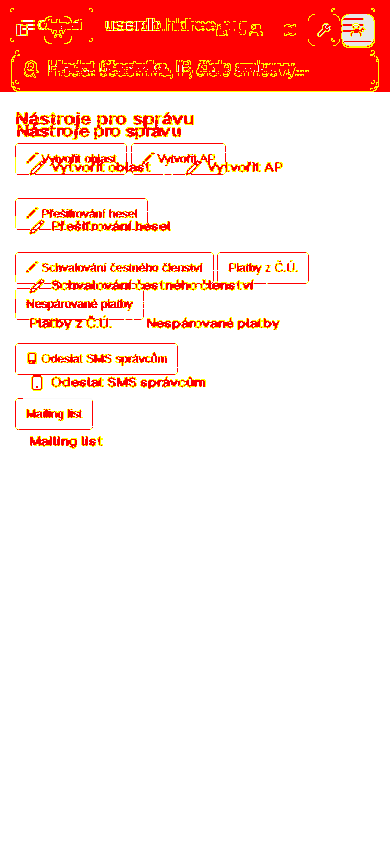 Nástroje pro správu
Nástroje pro správu
Vytvořit oblast Vytvořit AP
Vytvořit oblast Vytvořit AP
Přešifrování hesel
Přešifrování hesel
Schvalování čestného členství Platby z Č.Ú.
Schvalování čestného členství
Nespárované platby
Platby z Č.Ú. Nespárované platby
Odeslat SMS správcům
Odeslat SMS správcům
Mailing list
Mailing list